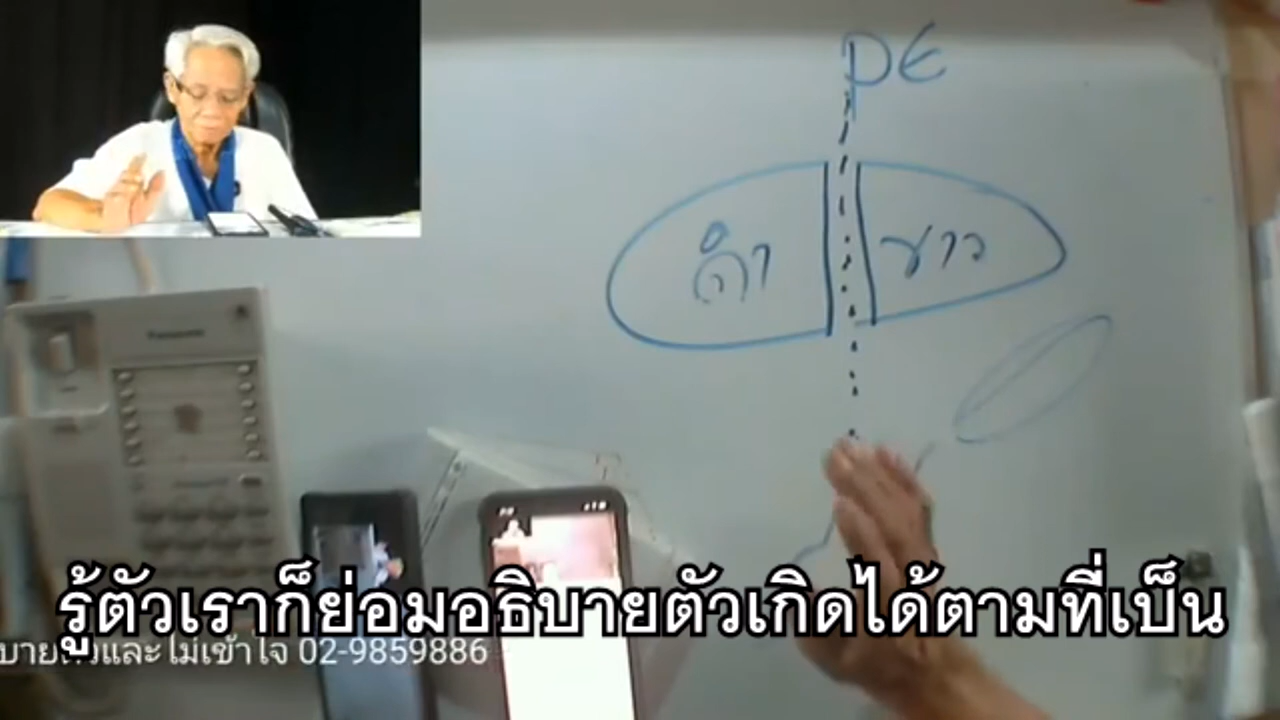 PE
ดำ
ขาว
Panasonic
รู้ตัวเราก็ย่อมอธิบายตัวเกิดได้ตามที่เป็น
และไม่เข้าใจ 02-9859886